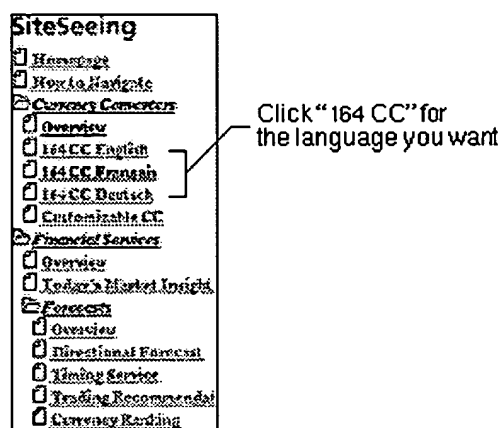 SiteSeeing
Homepage
How to Navigate
Currency Converters
Overview
164 CC English
164 CC Francais
164 CC Deutsch
Customizable CC
Financial Services
Overview
Today's Market Insight
Forecasts
Overview
Directional Forecast
Timing Service
Trading Recommendat
Currency Ranking
Click "164 CC" for
the language you want